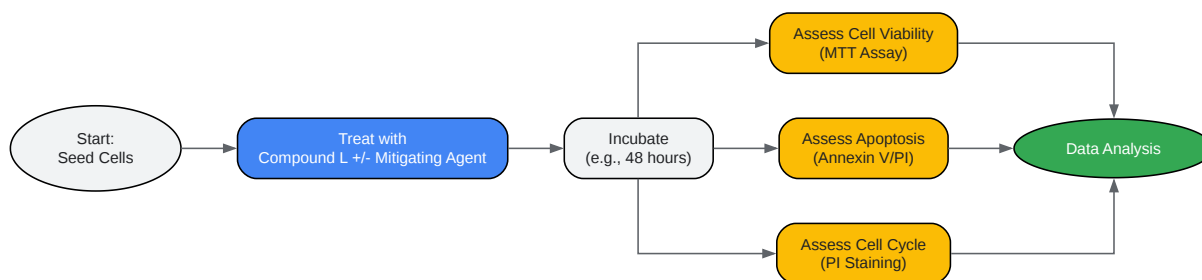 Start:
Seed Cells
Treat with
Compound L +/- Mitigating Agent
Incubate
(e.g., 48 hours)
Assess Cell Viability
(MTT Assay)
Assess Apoptosis
(Annexin V/PI)
Assess Cell Cycle
(PI Staining)
Data Analysis